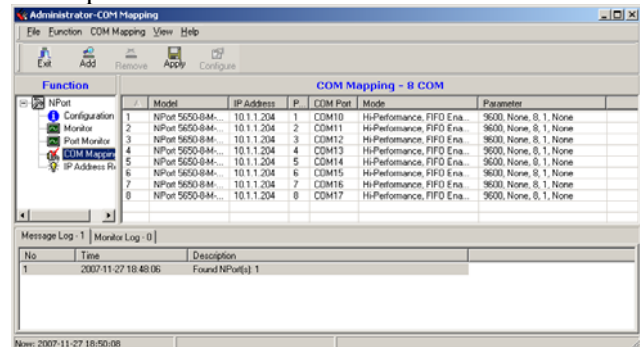 Administrator-COM Mapping
File Function COM Mapping View Help
Exit Add Remove Apply Configure
Function COM Mapping - 8 COM
NPort
Configuration
Monitor
Port Monitor
COM Mappin
IP Address Re
Model IP Address P... COM Port Mode Parameter
1 NPort 5650-8-M-... 10.1.1.204 1 COM10 Hi-Performance, FIFO Ena... 9600, None, 8, 1, None
2 NPort 5650-8-M-... 10.1.1.204 2 COM11 Hi-Performance, FIFO Ena... 9600, None, 8, 1, None
3 NPort 5650-8-M-... 10.1.1.204 3 COM12 Hi-Performance, FIFO Ena... 9600, None, 8, 1, None
4 NPort 5650-8-M-... 10.1.1.204 4 COM13 Hi-Performance, FIFO Ena... 9600, None, 8, 1, None
5 NPort 5650-8-M-... 10.1.1.204 5 COM14 Hi-Performance, FIFO Ena... 9600, None, 8, 1, None
6 NPort 5650-8-M-... 10.1.1.204 6 COM15 Hi-Performance, FIFO Ena... 9600, None, 8, 1, None
7 NPort 5650-8-M-... 10.1.1.204 7 COM16 Hi-Performance, FIFO Ena... 9600, None, 8, 1, None
8 NPort 5650-8-M-... 10.1.1.204 8 COM17 Hi-Performance, FIFO Ena... 9600, None, 8, 1, None
Message Log - 1 Monitor Log - 0
No Time Description
1 2007-11-27 18:48:06 Found NPort(s): 1
Now: 2007-11-27 18:50:08